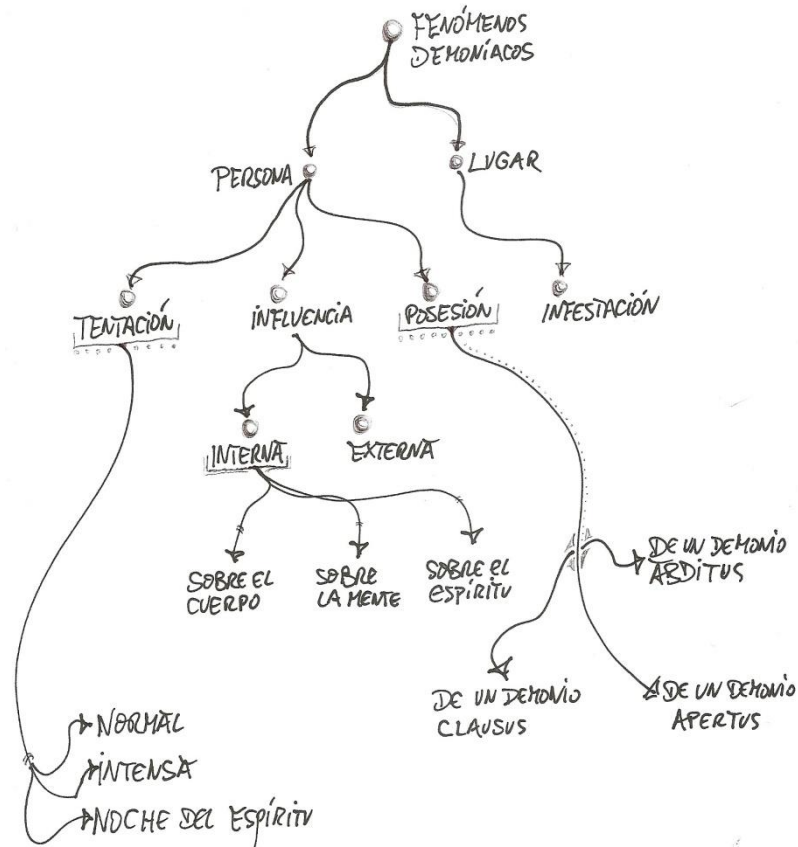 FENÓMENOS
DEMONÍACOS
PERSONA
LUGAR
TENTACIÓN
INFLUENCIA
POSESIÓN
INFESTACIÓN
INTERNA
EXTERNA
SOBRE EL
CUERPO
SOBRE
LA MENTE
SOBRE EL
ESPÍRITU
DE UN DEMONIO
ABDITUS
DE UN DEMONIO
CLAUSUS
DE UN DEMONIO
APERTUS
NORMAL
INTENSA
NOCHE DEL ESPÍRITU